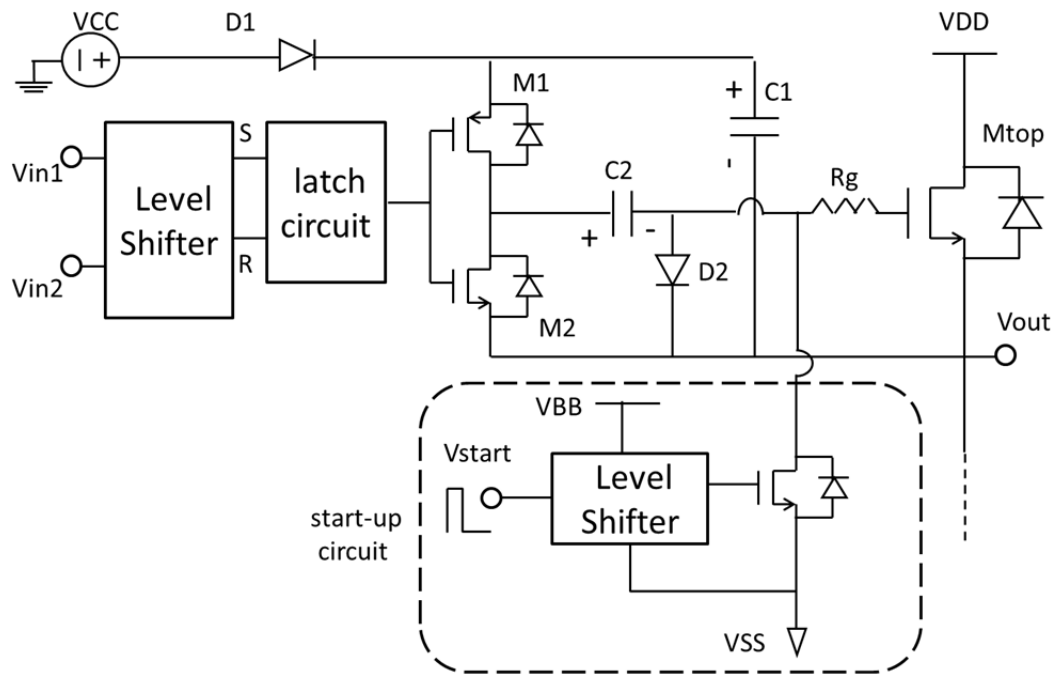 VCC
D1
VDD
M1
+
C1
-
Mtop
S
Vin1
Level
Shifter
latch
circuit
C2
Rg
+
-
R
Vin2
D2
M2
Vout
VBB
Vstart
Level
Shifter
start-up
circuit
VSS